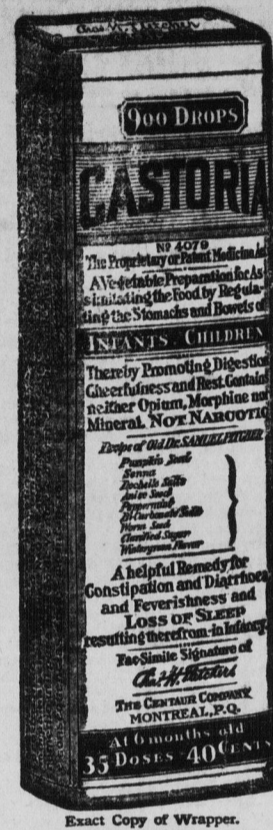 Chas. H. Fletcher
900 DROPS
CASTORIA
Nº 4079
The Proprietary or Patent Medicine Act
A Vegetable Preparation for As-
similating the Food by Regula-
ting the Stomachs and Bowels of
INFANTS CHILDREN
Thereby Promoting Digestion
Cheerfulness and Rest. Contains
neither Opium, Morphine nor
Mineral. NOT NARCOTIC
Recipe of Old Dr. SAMUEL PITCHER
Pumpkin Seed
Senna
Rochelle Salts
Anise Seed
Peppermint
Bi-Carbonate Soda
Worm Seed
Clarified Sugar
Wintergreen Flavor
A helpful Remedy for
Constipation and Diarrhoea
and Feverishness and
LOSS OF SLEEP
resulting therefrom-in Infancy
Fac-Simile Signature of
Chas. H. Fletcher
THE CENTAUR COMPANY
MONTREAL, P.Q.
At 6 months old
35 DOSES - 40 CENTS
Exact Copy of Wrapper.